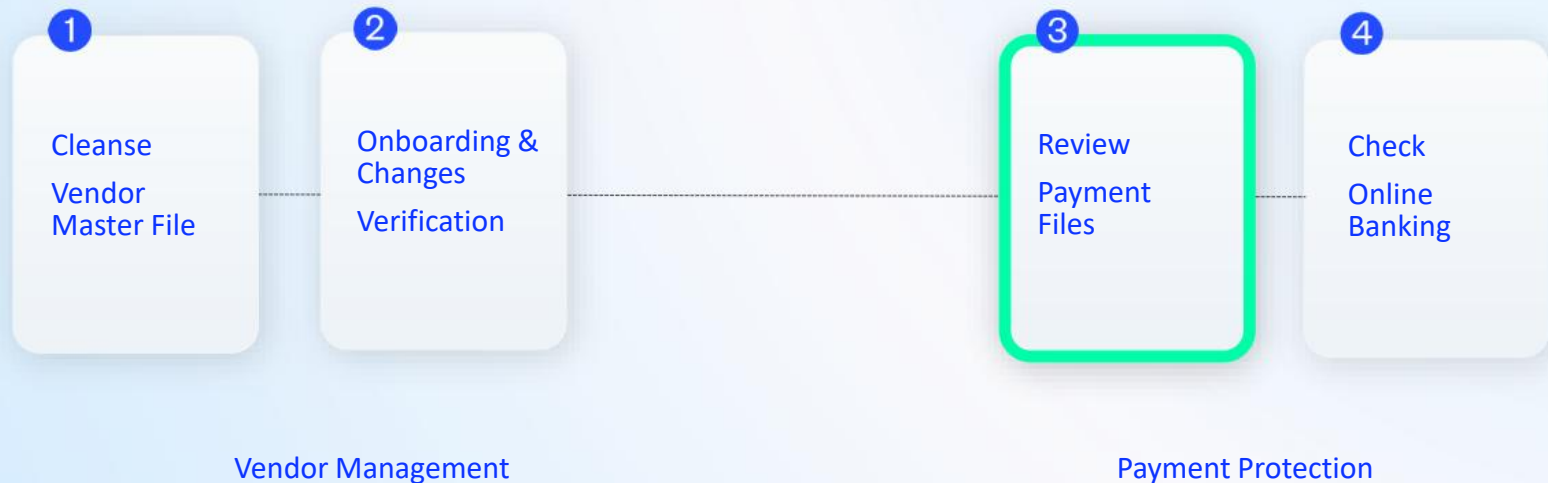 1
Cleanse
Vendor
Master File
2
Onboarding &
Changes
Verification
3
Review
Payment
Files
4
Check
Online
Banking
Vendor Management
Payment Protection